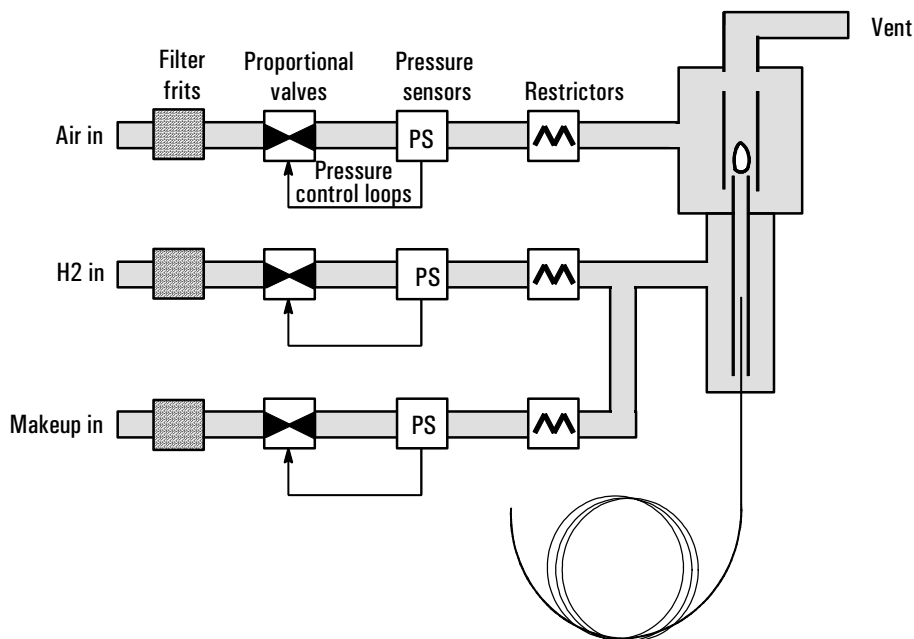 Vent
Filter
frits
Proportional
valves
Pressure
sensors
Restrictors
Air in
PS
Pressure
control loops
H2 in
PS
Makeup in
PS